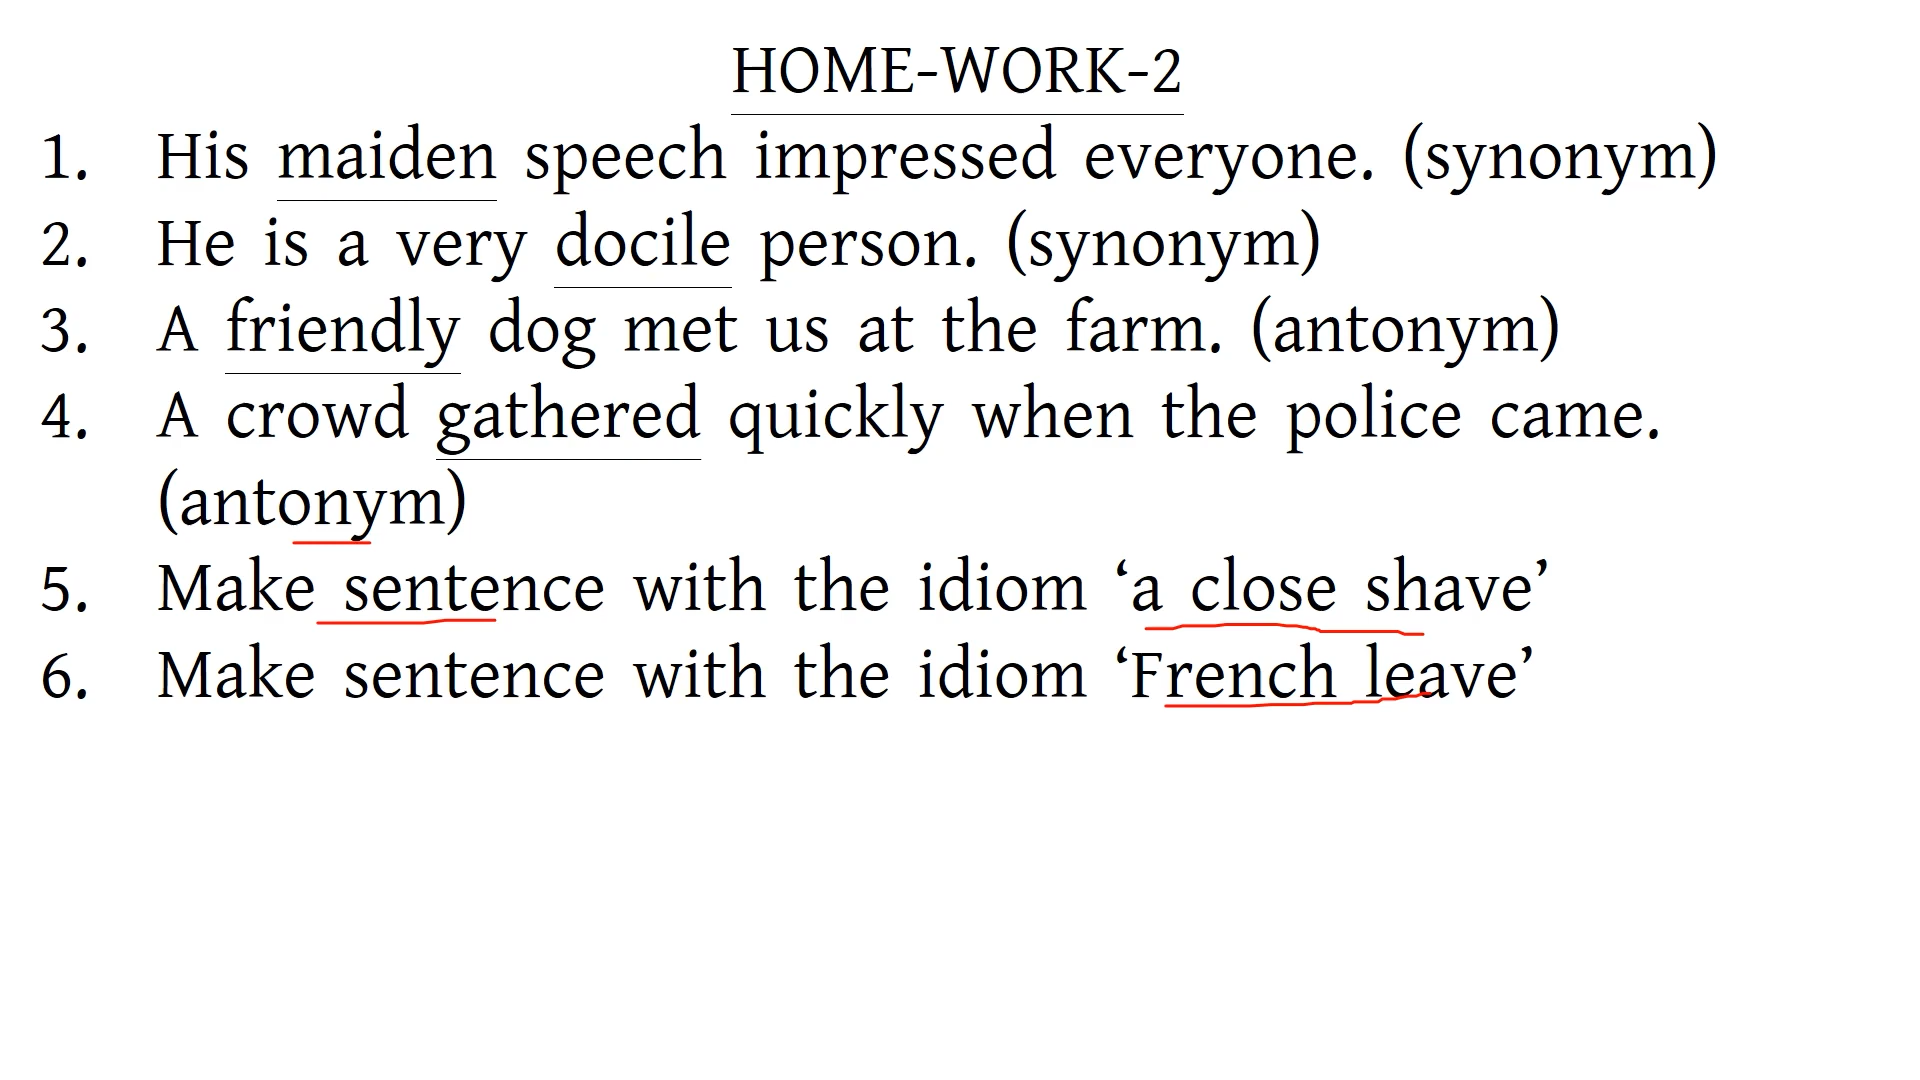 HOME-WORK-2
1. His maiden speech impressed everyone. (synonym)
2. He is a very docile person. (synonym)
3. A friendly dog met us at the farm. (antonym)
4. A crowd gathered quickly when the police came.
(antonym)
5. Make sentence with the idiom ‘a close shave’
6. Make sentence with the idiom ‘French leave’